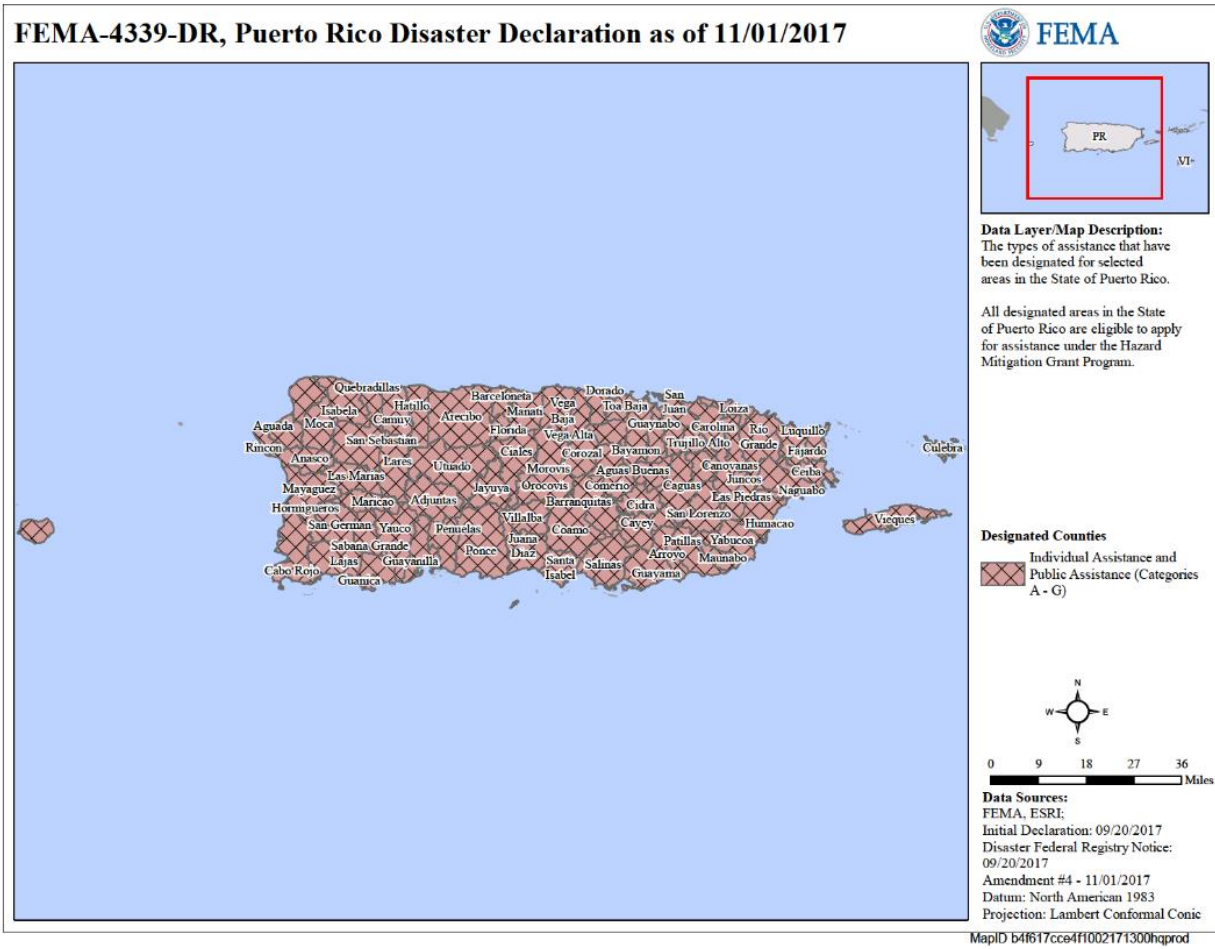 FEMA-4339-DR, Puerto Rico Disaster Declaration as of 11/01/2017
FEMA
PR
VI
Data Layer/Map Description:
The types of assistance that have
been designated for selected
areas in the State of Puerto Rico.
All designated areas in the State
of Puerto Rico are eligible to apply
for assistance under the Hazard
Mitigation Grant Program.
Quebradillas
Isabela
Hatillo
Camuy
Arecibo
Barceloneta
Manati
Vega
Baja
Dorado
Toa Baja
San
Juan
Loiza
Aguada
Moca
Florida
Vega Alta
Guaynabo
Carolina
Rio
Grande
Luquillo
Rincon
San Sebastian
Ciales
Corozal
Bayamon
Trujillo Alto
Fajardo
Culebra
Anasco
Lares
Utuado
Morovis
Aguas Buenas
Canovanas
Ceiba
Las Marias
Mayaguez
Jayuya
Orocovis
Comerio
Caguas
Juncos
Naguabo
Hormigueros
Maricao
Adjuntas
Barranquitas
Cidra
Las Piedras
San German
Yauco
Penuelas
Villalba
Coamo
Cayey
San Lorenzo
Humacao
Vieques
Sabana Grande
Ponce
Juana
Diaz
Patillas
Yabucoa
Cabo Rojo
Lajas
Guayanilla
Santa
Isabel
Salinas
Arroyo
Maunabo
Guanica
Guayama
Designated Counties
Individual Assistance and
Public Assistance (Categories
A - G)
N
W
E
S
0 9 18 27 36
Miles
Data Sources:
FEMA, ESRI;
Initial Declaration: 09/20/2017
Disaster Federal Registry Notice:
09/20/2017
Amendment #4 - 11/01/2017
Datum: North American 1983
Projection: Lambert Conformal Conic
MapID b4f617cce4f1002171300hqprod